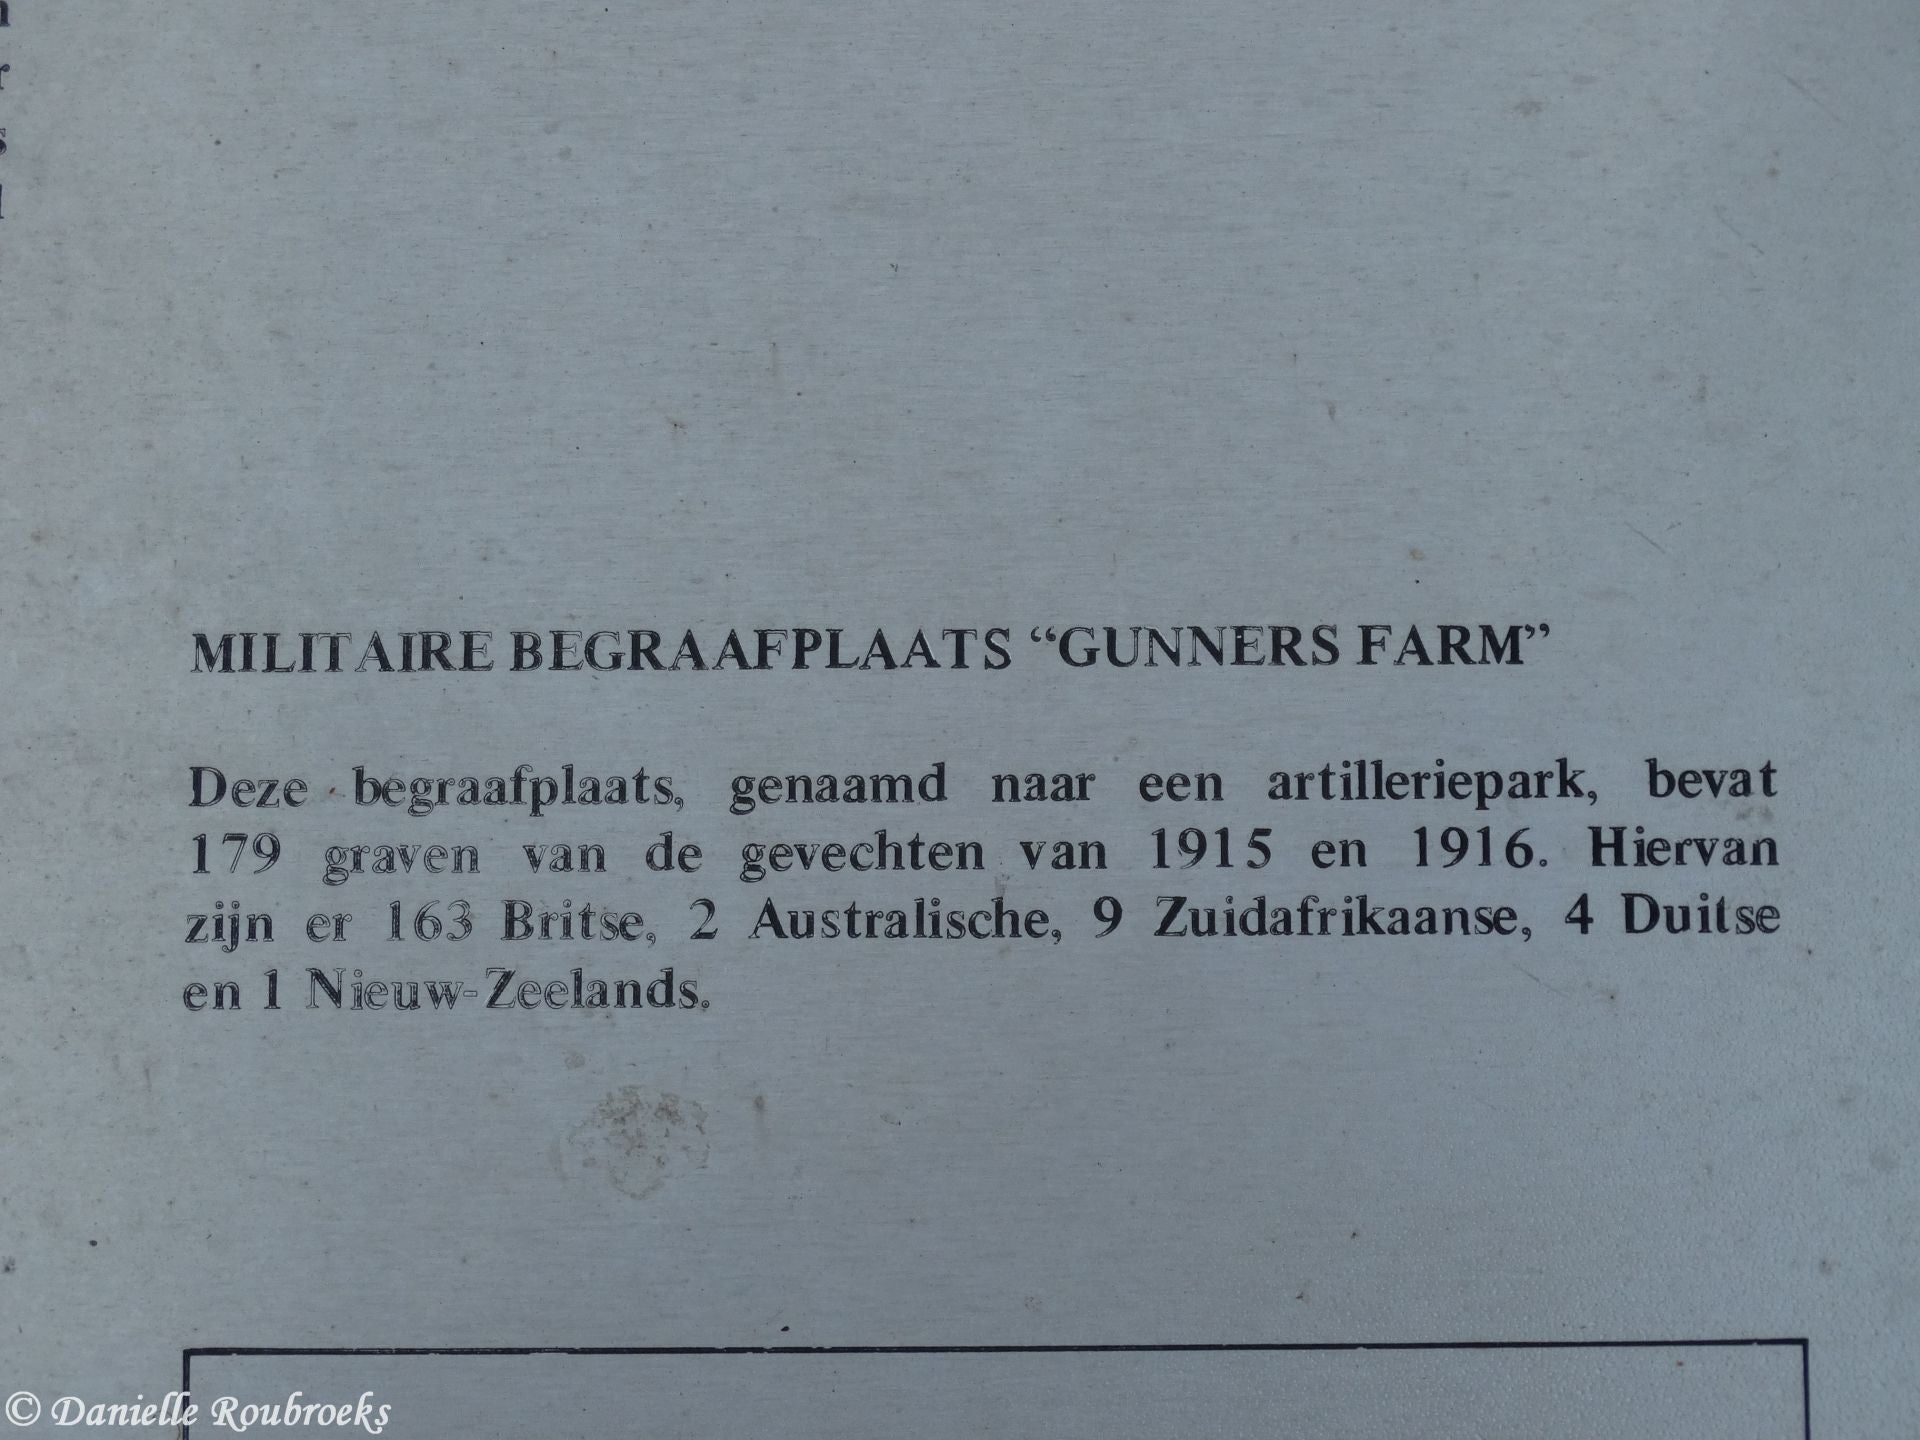 n
r
s
l
MILITAIRE BEGRAAFPLAATS “GUNNERS FARM”
Deze begraafplaats, genaamd naar een artilleriepark, bevat
179 graven van de gevechten van 1915 en 1916. Hiervan
zijn er 163 Britse, 2 Australische, 9 Zuidafrikaanse, 4 Duitse
en 1 Nieuw-Zeelands.
© Danielle Roubroeks